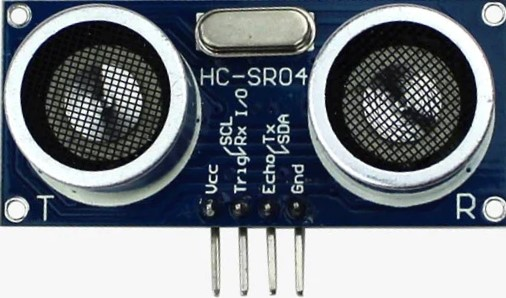 HC-SR04
Vcc
Trig/Rx/SCL I/O
Echo/Tx/SDA
Gnd
T
R